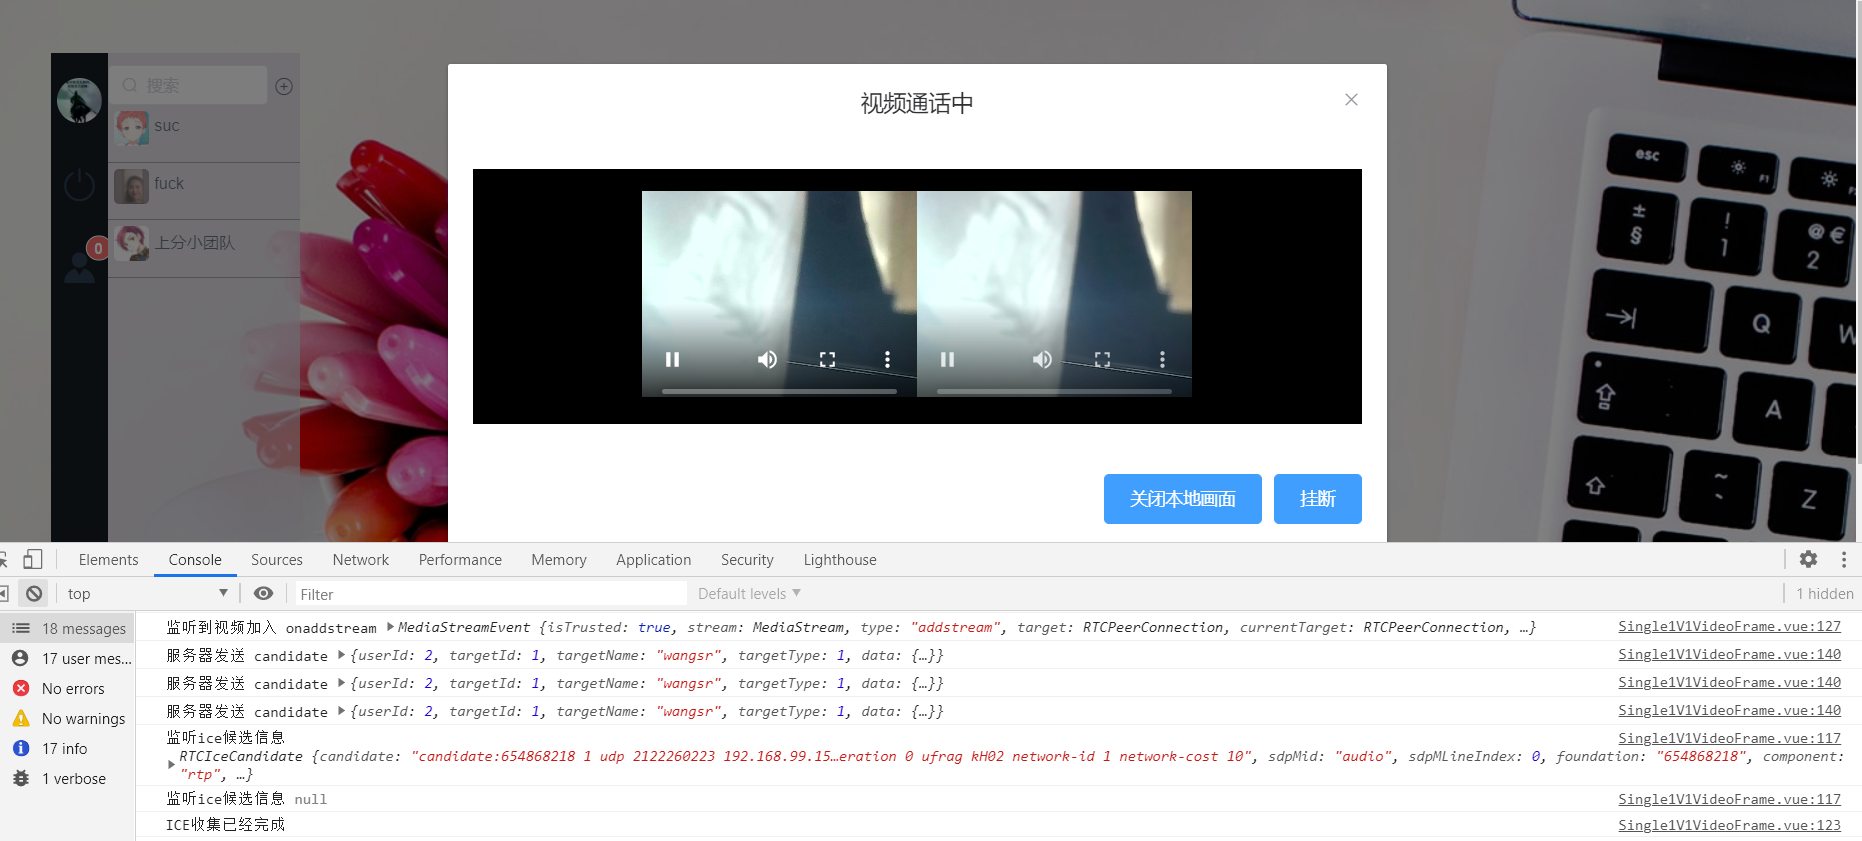 搜索
suc
fuck
0
上分小团队
视频通话中
关闭本地画面
挂断
esc
F1
±
§
!
1
@ €
2
Q
W
A
~
Z
Elements
Console
Sources
Network
Performance
Memory
Application
Security
Lighthouse
top
Filter
Default levels
1 hidden
18 messages
17 user mes...
No errors
No warnings
17 info
1 verbose
监听到视频加入 onaddstream MediaStreamEvent {isTrusted: true, stream: MediaStream, type: "addstream", target: RTCPeerConnection, currentTarget: RTCPeerConnection, …} Single1V1VideoFrame.vue:127
服务器发送 candidate {userId: 2, targetId: 1, targetName: "wangsr", targetType: 1, data: {…}} Single1V1VideoFrame.vue:140
服务器发送 candidate {userId: 2, targetId: 1, targetName: "wangsr", targetType: 1, data: {…}} Single1V1VideoFrame.vue:140
服务器发送 candidate {userId: 2, targetId: 1, targetName: "wangsr", targetType: 1, data: {…}} Single1V1VideoFrame.vue:140
监听ice候选信息 Single1V1VideoFrame.vue:117
RTCIceCandidate {candidate: "candidate:654868218 1 udp 2122260223 192.168.99.15…eration 0 ufrag kH02 network-id 1 network-cost 10", sdpMid: "audio", sdpMLineIndex: 0, foundation: "654868218", component:
"rtp", …}
监听ice候选信息 null Single1V1VideoFrame.vue:117
ICE收集已经完成 Single1V1VideoFrame.vue:123